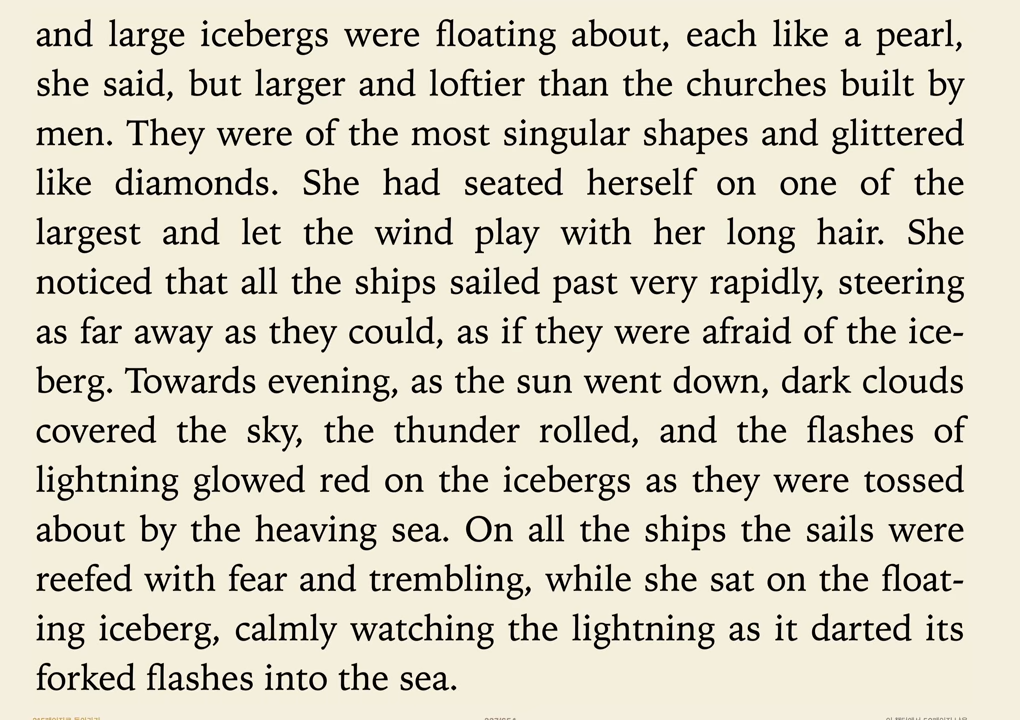 and large icebergs were floating about, each like a pearl,
she said, but larger and loftier than the churches built by
men. They were of the most singular shapes and glittered
like diamonds. She had seated herself on one of the
largest and let the wind play with her long hair. She
noticed that all the ships sailed past very rapidly, steering
as far away as they could, as if they were afraid of the ice-
berg. Towards evening, as the sun went down, dark clouds
covered the sky, the thunder rolled, and the flashes of
lightning glowed red on the icebergs as they were tossed
about by the heaving sea. On all the ships the sails were
reefed with fear and trembling, while she sat on the float-
ing iceberg, calmly watching the lightning as it darted its
forked flashes into the sea.